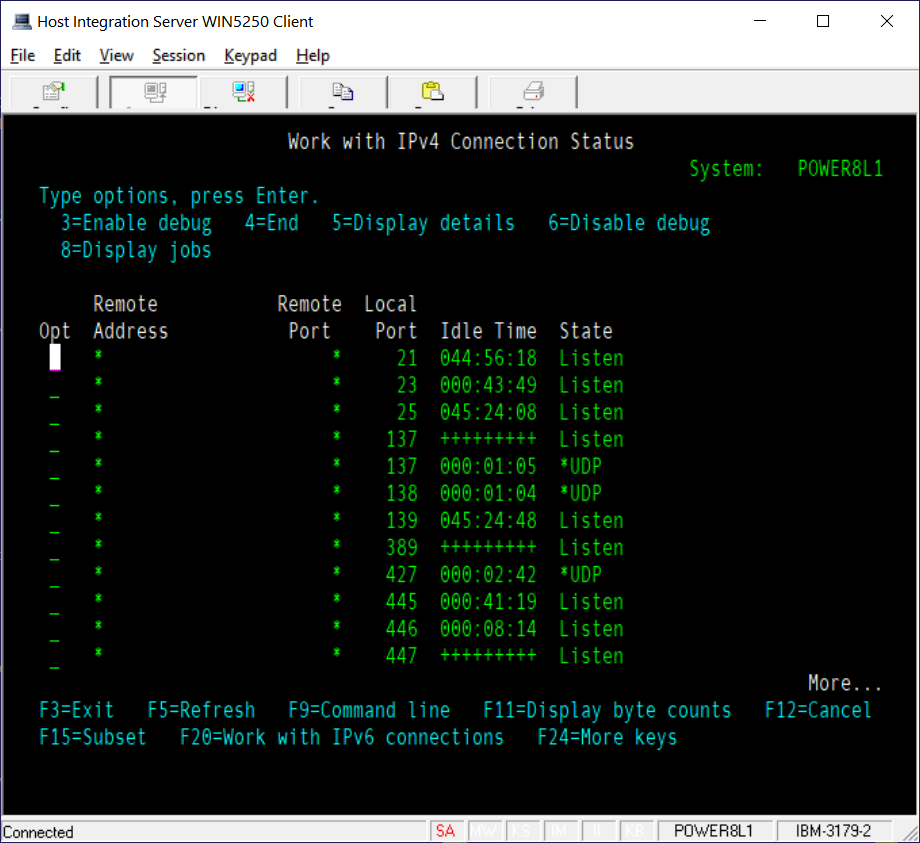 Host Integration Server WIN5250 Client
File Edit View Session Keypad Help
Work with IPv4 Connection Status
System: POWER8L1
Type options, press Enter.
3=Enable debug 4=End 5=Display details 6=Disable debug
8=Display jobs
Remote Remote Local
Opt Address Port Port Idle Time State
* * 21 044:56:18 Listen
_ * * 23 000:43:49 Listen
_ * * 25 045:24:08 Listen
_ * * 137 +++++++++ Listen
_ * * 137 000:01:05 *UDP
_ * * 138 000:01:04 *UDP
_ * * 139 045:24:48 Listen
_ * * 389 +++++++++ Listen
_ * * 427 000:02:42 *UDP
_ * * 445 000:41:19 Listen
_ * * 446 000:08:14 Listen
_ * * 447 +++++++++ Listen
More...
F3=Exit F5=Refresh F9=Command line F11=Display byte counts F12=Cancel
F15=Subset F20=Work with IPv6 connections F24=More keys
Connected SA MW KS IM II KB POWER8L1 IBM-3179-2